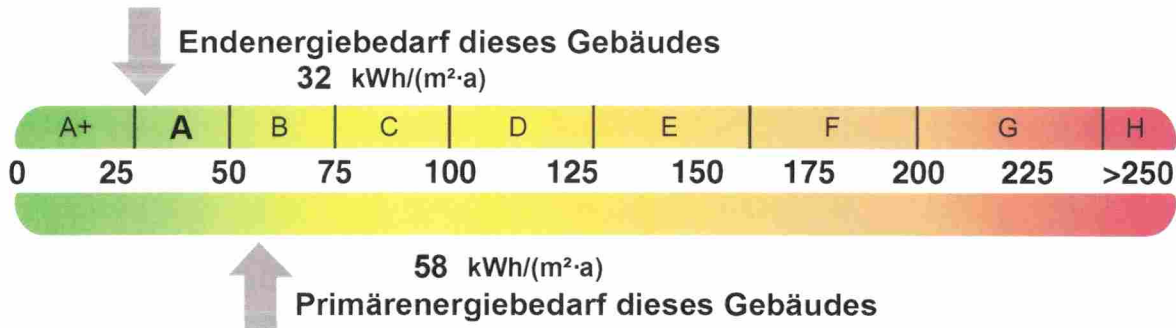 Endenergiebedarf dieses Gebäudes
32 kWh/(m²·a)
A+ A B C D E F G H
0 25 50 75 100 125 150 175 200 225 >250
58 kWh/(m²·a)
Primärenergiebedarf dieses Gebäudes